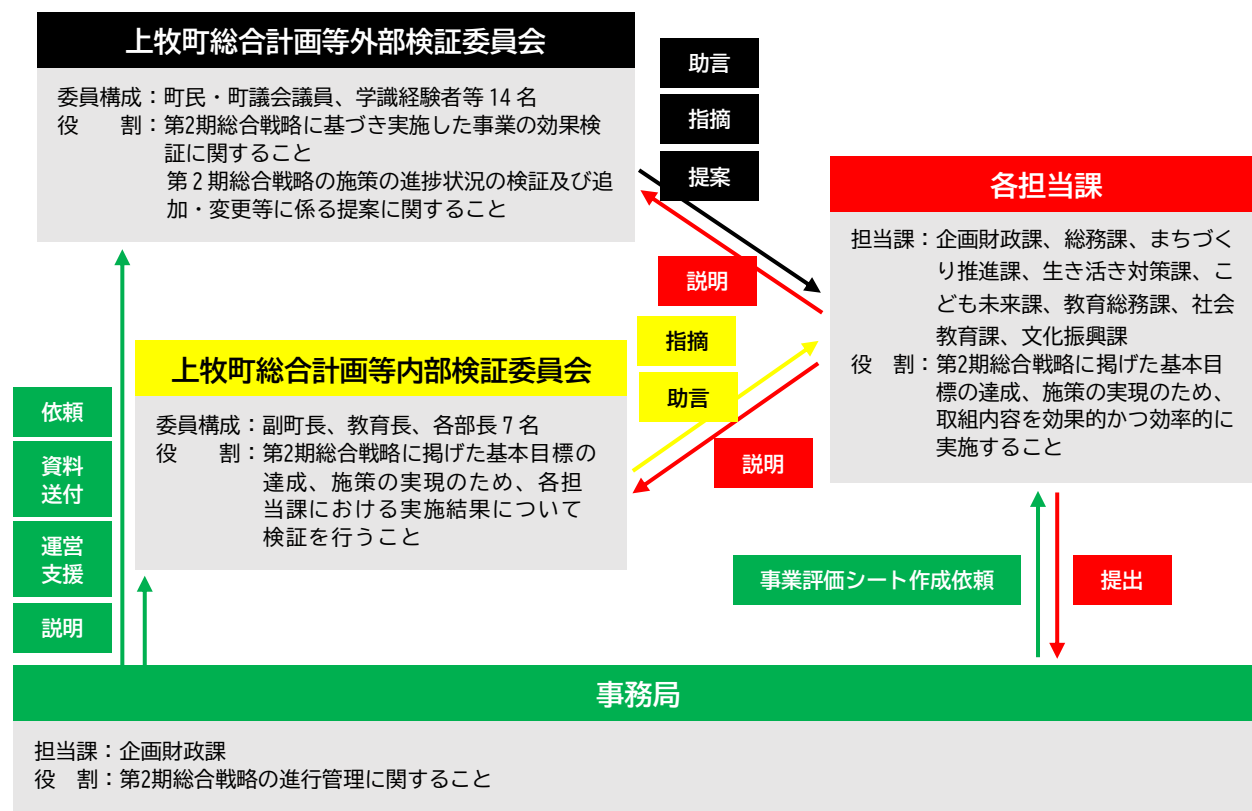 上牧町総合計画等外部検証委員会
委員構成：町民・町議会議員、学識経験者等 14 名
役　　割：第2期総合戦略に基づき実施した事業の効果検
証に関すること
第２期総合戦略の施策の進捗状況の検証及び追
加・変更等に係る提案に関すること
助言
指摘
提案
説明
各担当課
担当課：企画財政課、総務課、まちづく
り推進課、生き活き対策課、こ
ども未来課、教育総務課、社会
教育課、文化振興課
役　割：第2期総合戦略に掲げた基本目
標の達成、施策の実現のため、
取組内容を効果的かつ効率的に
実施すること
上牧町総合計画等内部検証委員会
委員構成：副町長、教育長、各部長７名
役　　割：第2期総合戦略に掲げた基本目標の
達成、施策の実現のため、各担
当課における実施結果について
検証を行うこと
指摘
助言
説明
依頼
資料
送付
運営
支援
説明
事業評価シート作成依頼
提出
事務局
担当課：企画財政課
役　割：第2期総合戦略の進行管理に関すること